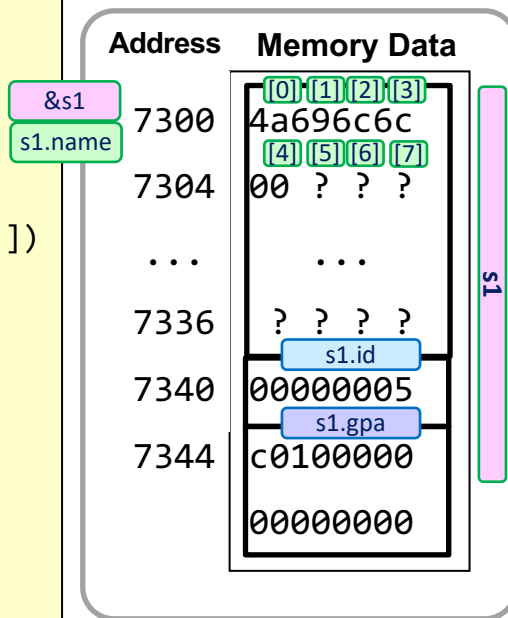 Address Memory Data
[0] [1] [2] [3]
&s1
7300 4a696c6c
s1.name
[4] [5] [6] [7]
7304 00 ? ? ?
])
... ...
s1
7336 ? ? ? ?
s1.id
7340 00000005
s1.gpa
7344 c0100000
00000000